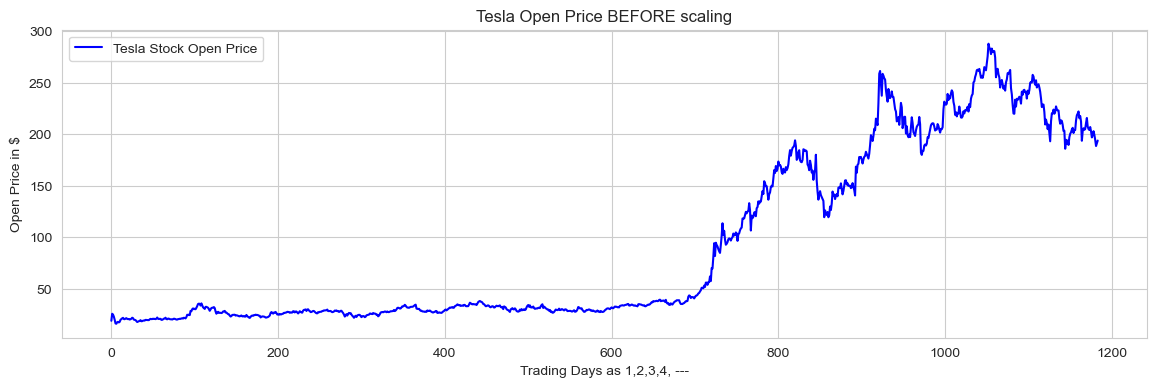 Tesla Open Price BEFORE scaling
Tesla Stock Open Price
300
250
200
150
100
50
Open Price in $
0 200 400 600 800 1000 1200
Trading Days as 1,2,3,4, ---